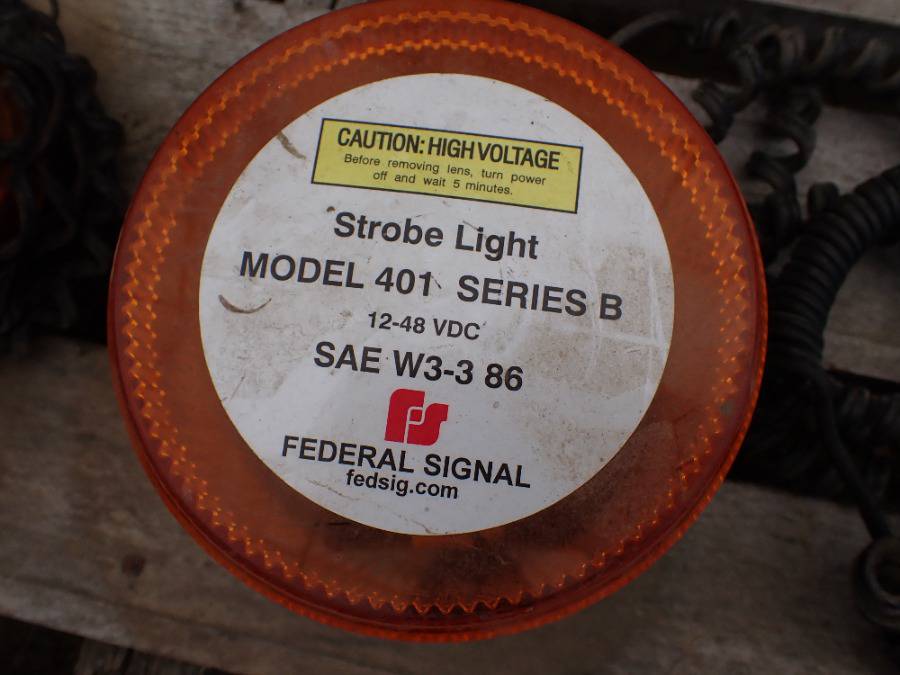 CAUTION: HIGH VOLTAGE
Before removing lens, turn power
off and wait 5 minutes.
Strobe Light
MODEL 401 SERIES B
12-48 VDC
SAE W3-3 86
FEDERAL SIGNAL
fedsig.com